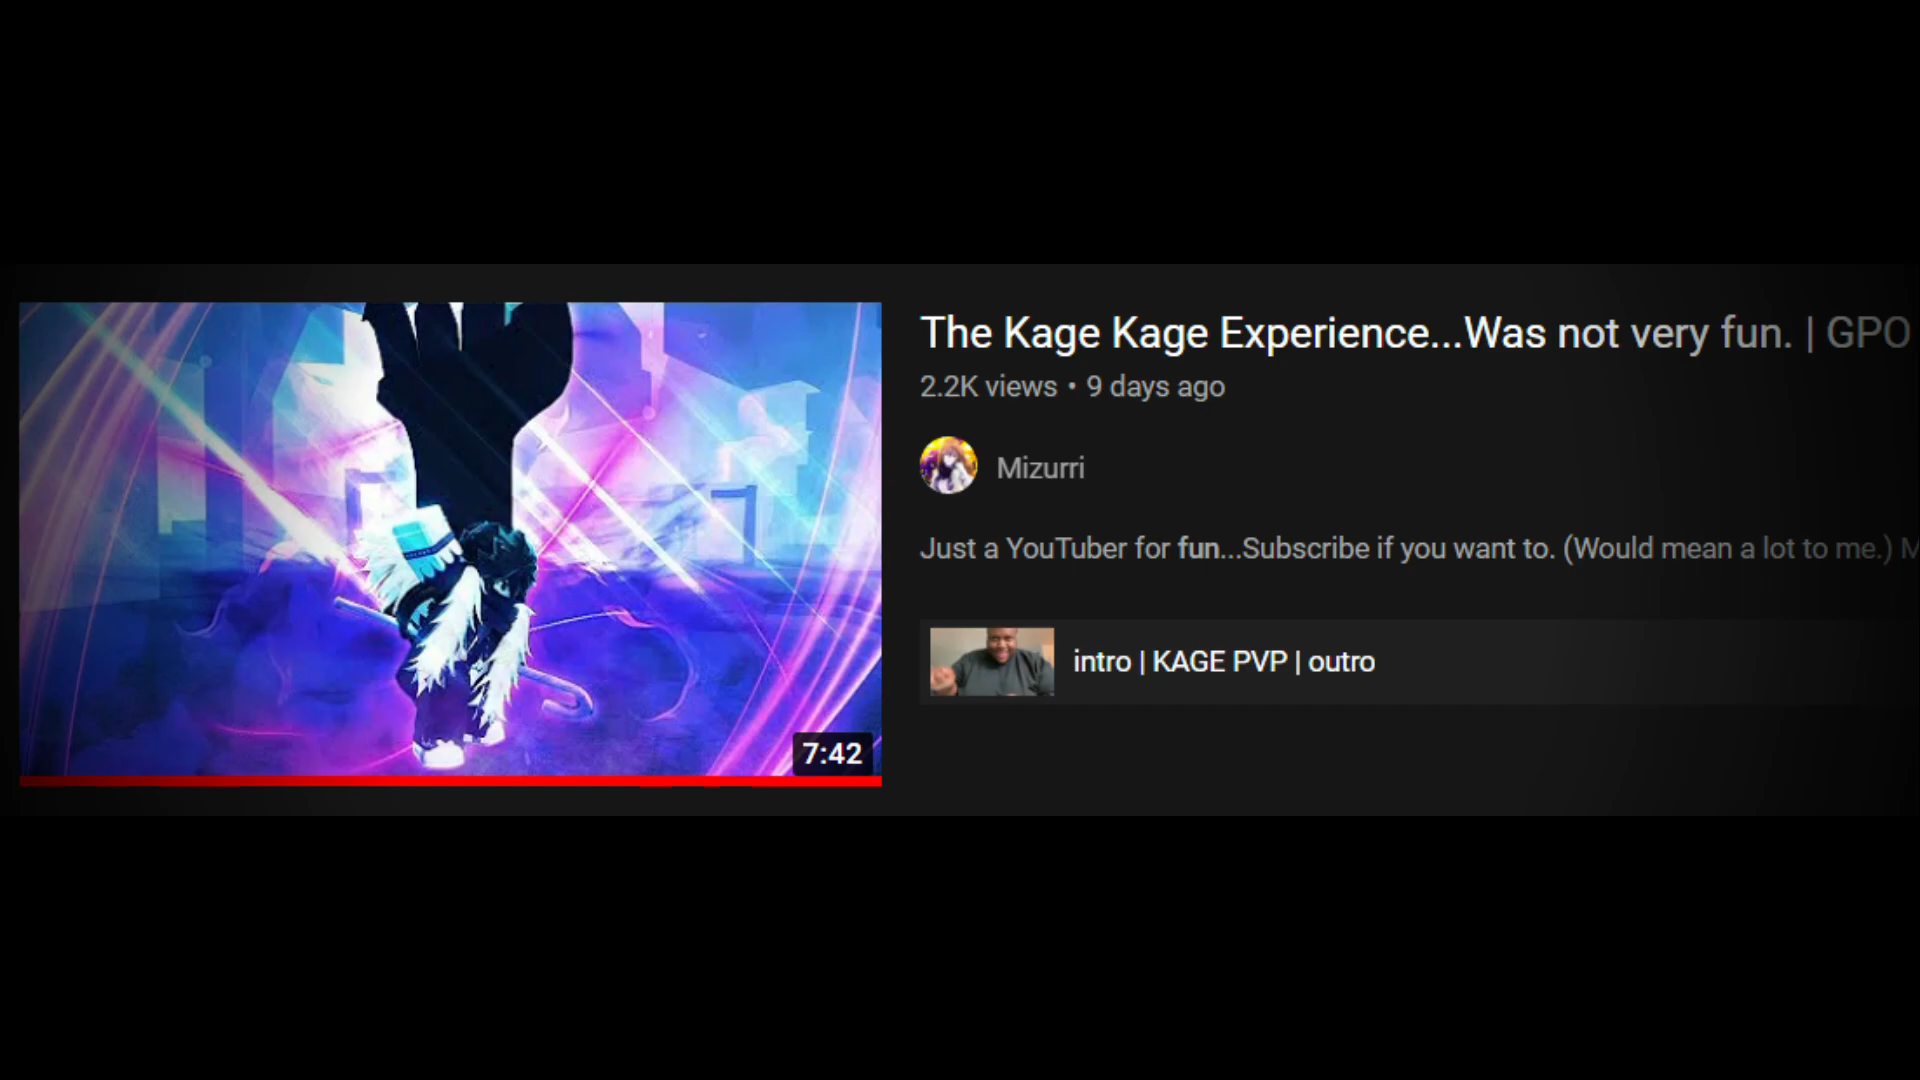 The Kage Kage Experience...Was not very fun. | GPO
2.2K views • 9 days ago
Mizurri
Just a YouTuber for fun...Subscribe if you want to. (Would mean a lot to me.) M
intro | KAGE PVP | outro
7:42